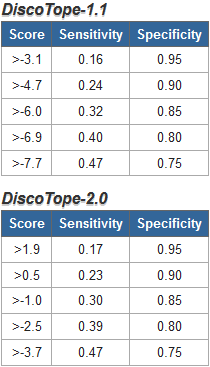 DiscoTope-1.1
Score Sensitivity Specificity
>-3.1 0.16 0.95
>-4.7 0.24 0.90
>-6.0 0.32 0.85
>-6.9 0.40 0.80
>-7.7 0.47 0.75
DiscoTope-2.0
Score Sensitivity Specificity
>1.9 0.17 0.95
>0.5 0.23 0.90
>-1.0 0.30 0.85
>-2.5 0.39 0.80
>-3.7 0.47 0.75